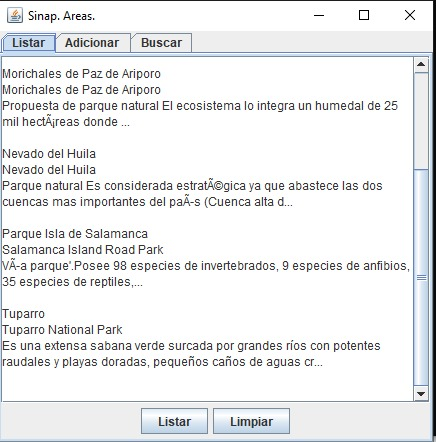 Sinap. Areas.
Listar Adicionar Buscar
Morichales de Paz de Ariporo
Morichales de Paz de Ariporo
Propuesta de parque natural El ecosistema lo integra un humedal de 25
mil hectÃ¡reas donde ...
Nevado del Huila
Nevado del Huila
Parque natural Es considerada estratÃ©gica ya que abastece las dos
cuencas mas importantes del paÃ-s (Cuenca alta d...
Parque Isla de Salamanca
Salamanca Island Road Park
VÃ-a parque'.Posee 98 especies de invertebrados, 9 especies de anfibios,
35 especies de reptiles,...
Tuparro
Tuparro National Park
Es una extensa sabana verde surcada por grandes ríos con potentes
raudales y playas doradas, pequeños caños de aguas cr...
Listar Limpiar